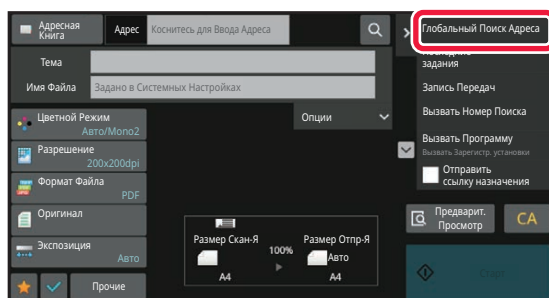 Адресная
Книга
Адрес
Коснитесь для Ввода Адреса
Тема
Имя Файла
Задано в Системных Настройках
Цветной Режим
Авто/Mono2
Опции
Разрешение
200x200dpi
Формат Файла
PDF
Оригинал
Экспозиция
Авто
Прочие
Размер Скан-Я
100%
Размер Отпр-Я
Авто
A4
A4
Глобальный Поиск Адреса
задания
Запись Передач
Вызвать Номер Поиска
Вызвать Программу
Вызвать Зарегистр. установки
Отправить
ссылку назначения
Предварит.
Просмотр
CA
Старт